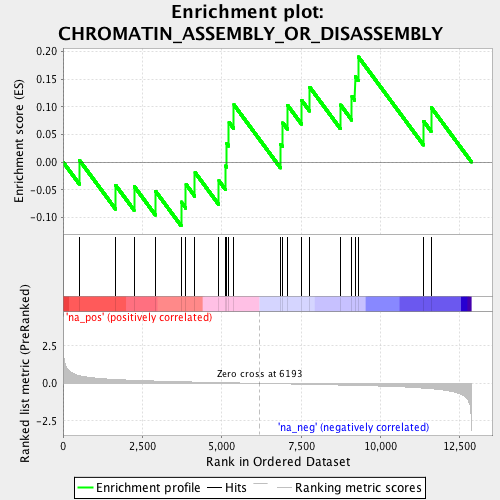 Enrichment plot:
CHROMATIN_ASSEMBLY_OR_DISASSEMBLY
Enrichment score (ES)
0.20
0.15
0.10
0.05
0.00
-0.05
-0.10
'na_pos' (positively correlated)
Ranked list metric (PreRanked)
2.5
0.0
-2.5
Zero cross at 6193
'na_neg' (negatively correlated)
0
2,500
5,000
7,500
10,000
12,500
Rank in Ordered Dataset
Enrichment profile
Hits
Ranking metric scores